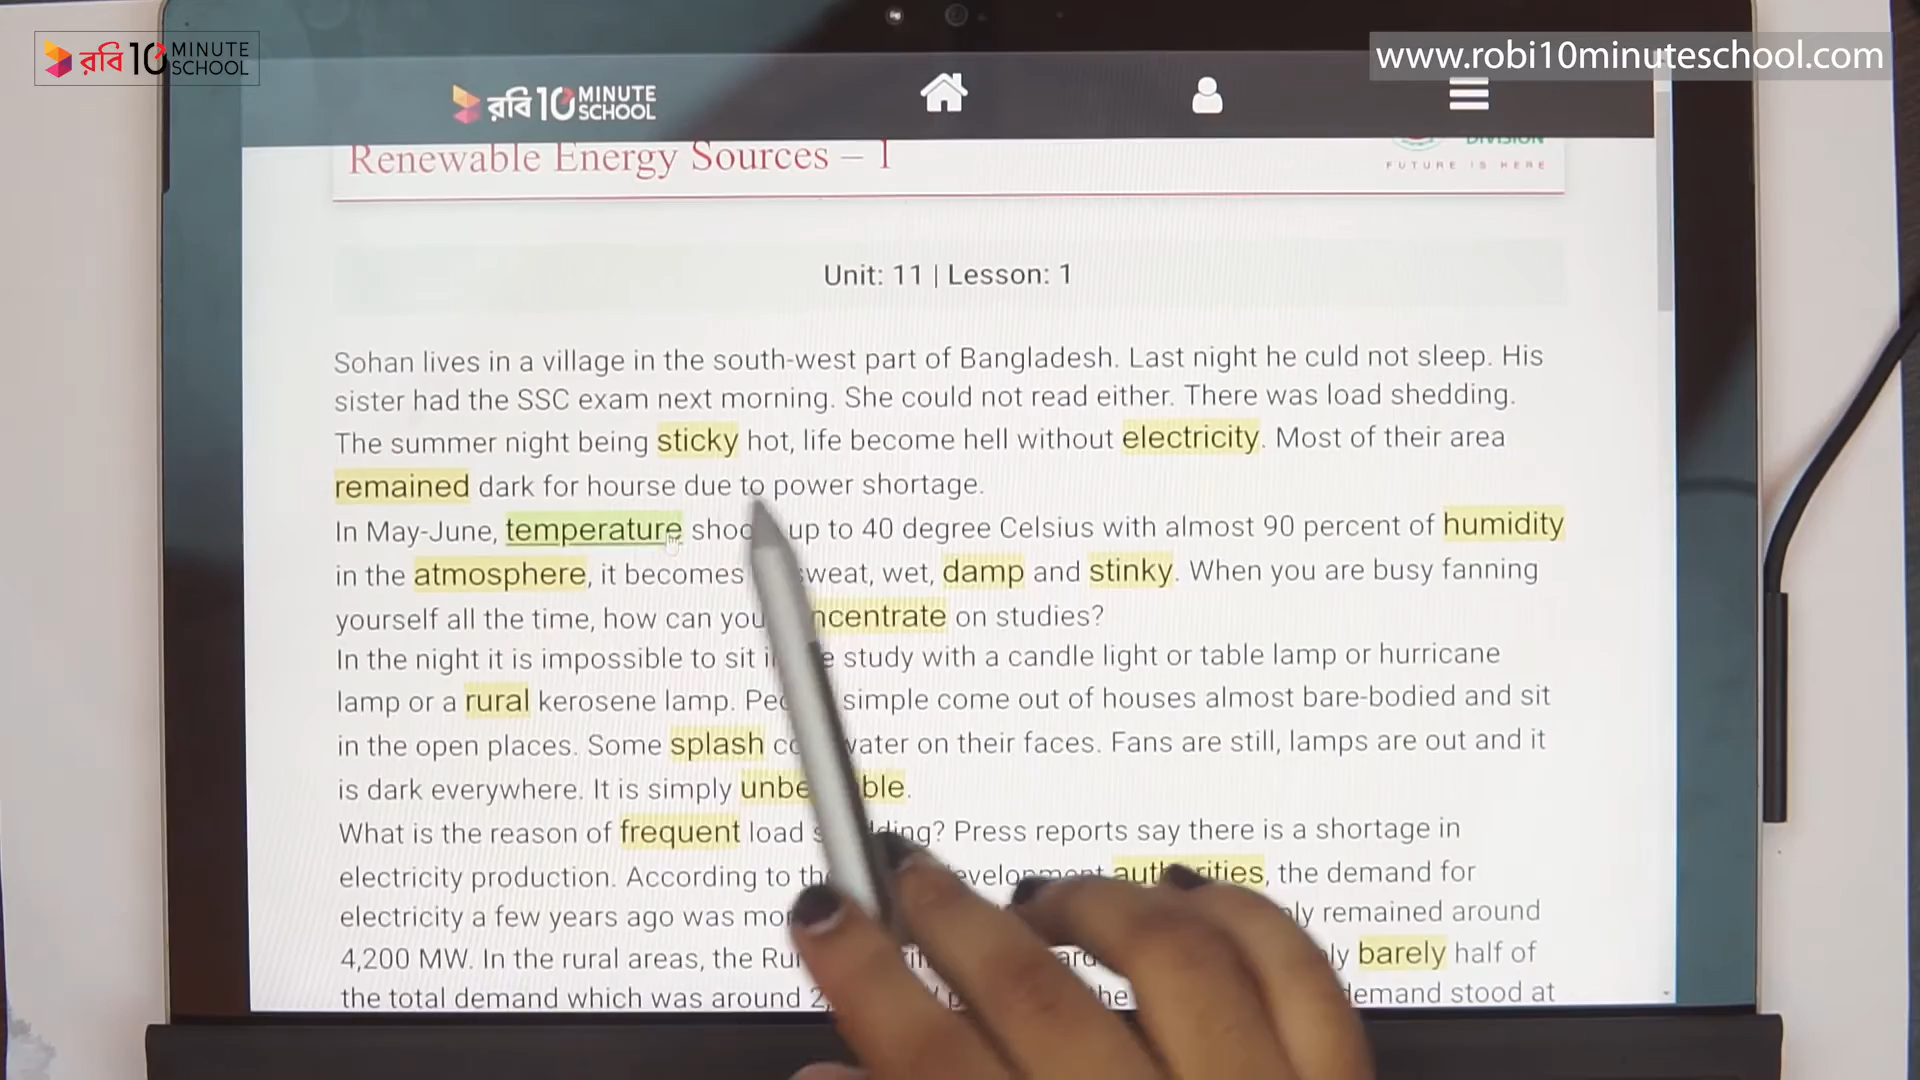 রবি 10 MINUTE SCHOOL
www.robi10minuteschool.com
রবি 10 MINUTE SCHOOL
Renewable Energy Sources – 1
DIVISION
FUTURE IS HERE
Unit: 11 | Lesson: 1
Sohan lives in a village in the south-west part of Bangladesh. Last night he culd not sleep. His
sister had the SSC exam next morning. She could not read either. There was load shedding.
The summer night being sticky hot, life become hell without electricity. Most of their area
remained dark for hourse due to power shortage.
In May-June, temperature up to 40 degree Celsius with almost 90 percent of humidity
in the atmosphere, it becomes sweat, wet, damp and stinky. When you are busy fanning
yourself all the time, how can you on studies?
In the night it is impossible to sit study with a candle light or table lamp or hurricane
lamp or a rural kerosene lamp. simple come out of houses almost bare-bodied and sit
in the open places. Some splash water on their faces. Fans are still, lamps are out and it
is dark everywhere. It is simply
What is the reason of frequent load Press reports say there is a shortage in
electricity production. According to authorities, the demand for
electricity a few years ago was remained around
4,200 MW. In the rural areas, the barely half of
the total demand which was around demand stood at